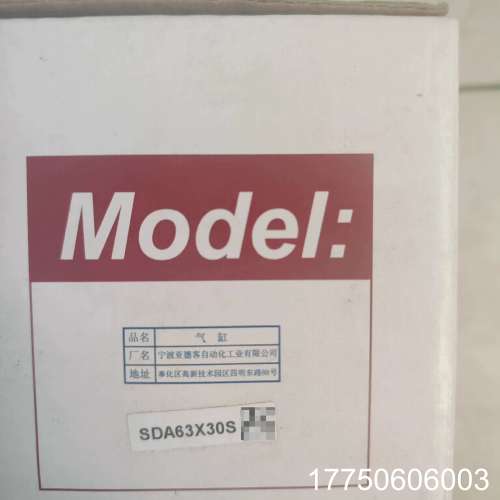 Model:
品名 气缸
厂名 宁波亚德客自动化工业有限公司
地址 奉化区高新技术园区四明东路88号
SDA63X30S
17750606003